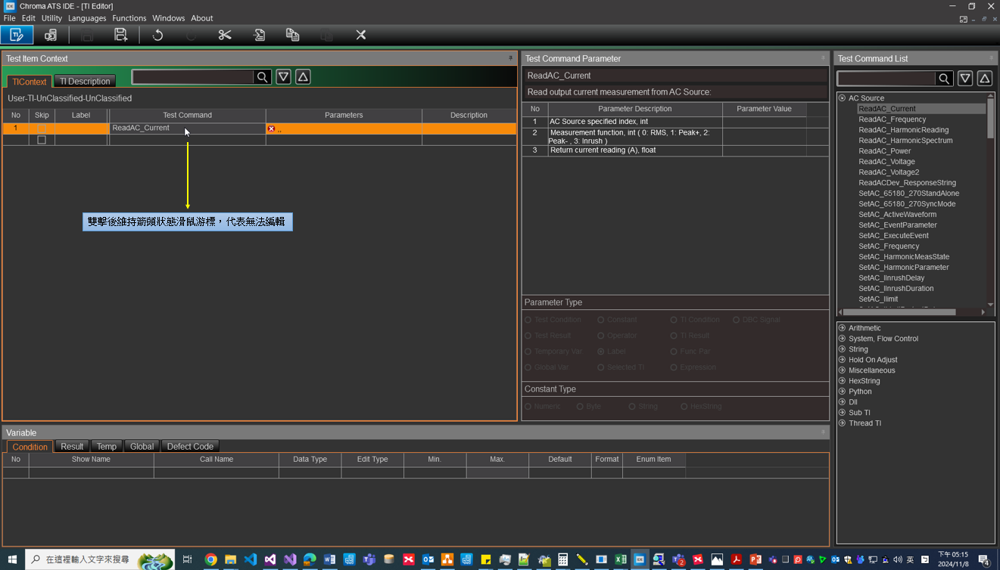 Chroma ATS IDE - [TI Editor]
File Edit Utility Languages Functions Windows About
Test Item Context
TIContext TI Description
User-TI-UnClassified-UnClassified
No Skip Label Test Command Parameters Description
1 ReadAC_Current ..
雙擊後維持箭頭狀態滑鼠游標，代表無法編輯
Test Command Parameter
ReadAC_Current
Read output current measurement from AC Source:
No Parameter Description Parameter Value
1 AC Source specified index, int
2 Measurement function, int ( 0: RMS, 1: Peak+, 2:
Peak- , 3: Inrush )
3 Return current reading (A), float
Parameter Type
Test Condition Constant TI Condition DBC Signal
Test Result Operator TI Result
Temporary Var Label Func Par
Global Var Selected TI Expression
Constant Type
Numeric Byte String HexString
Test Command List
AC Source
ReadAC_Current
ReadAC_Frequency
ReadAC_HarmonicReading
ReadAC_HarmonicSpectrum
ReadAC_Power
ReadAC_Voltage
ReadAC_Voltage2
ReadACDev_ResponseString
SetAC_65180_270StandAlone
SetAC_65180_270SyncMode
SetAC_ActiveWaveform
SetAC_EventParameter
SetAC_ExecuteEvent
SetAC_Frequency
SetAC_HarmonicMeasState
SetAC_HarmonicParameter
SetAC_IInrushDelay
SetAC_IInrushDuration
SetAC_Ilimit
Arithmetic
System, Flow Control
String
Hold On Adjust
Miscellaneous
HexString
Python
Dll
Sub TI
Thread TI
Variable
Condition Result Temp Global Defect Code
No Show Name Call Name Data Type Edit Type Min. Max. Default Format Enum Item
在這裡輸入文字來搜尋
英
下午 05:15
2024/11/8
4